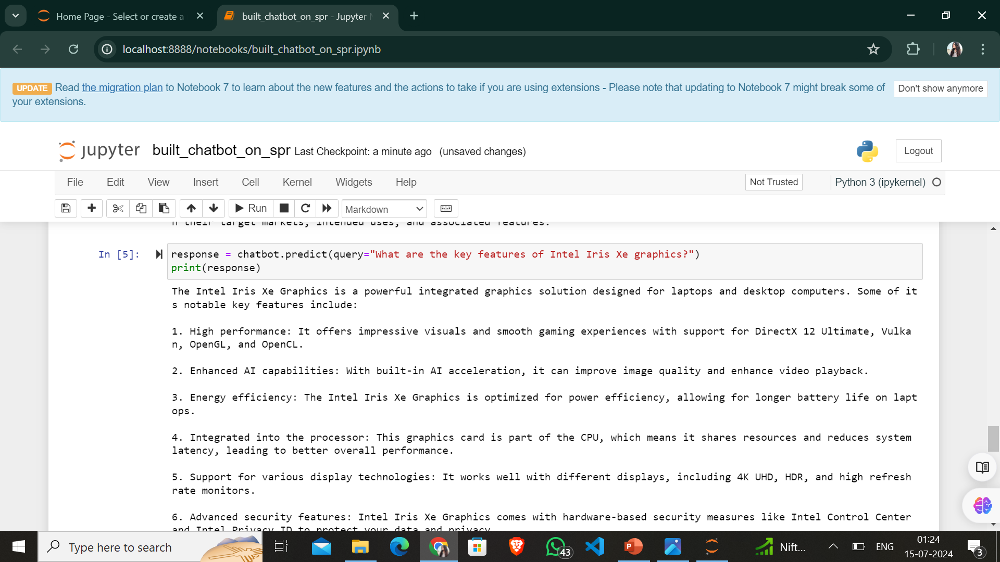 Home Page - Select or create a
built_chatbot_on_spr - Jupyter N
localhost:8888/notebooks/built_chatbot_on_spr.ipynb
UPDATE Read the migration plan to Notebook 7 to learn about the new features and the actions to take if you are using extensions - Please note that updating to Notebook 7 might break some of
your extensions.
Don't show anymore
jupyter built_chatbot_on_spr Last Checkpoint: a minute ago (unsaved changes)
Logout
File Edit View Insert Cell Kernel Widgets Help
Not Trusted
Python 3 (ipykernel)
Run
Markdown
n their target markets, intended uses, and associated features.
In [5]:
response = chatbot.predict(query="What are the key features of Intel Iris Xe graphics?")
print(response)
The Intel Iris Xe Graphics is a powerful integrated graphics solution designed for laptops and desktop computers. Some of it
s notable key features include:
1. High performance: It offers impressive visuals and smooth gaming experiences with support for DirectX 12 Ultimate, Vulka
n, OpenGL, and OpenCL.
2. Enhanced AI capabilities: With built-in AI acceleration, it can improve image quality and enhance video playback.
3. Energy efficiency: The Intel Iris Xe Graphics is optimized for power efficiency, allowing for longer battery life on lapt
ops.
4. Integrated into the processor: This graphics card is part of the CPU, which means it shares resources and reduces system
latency, leading to better overall performance.
5. Support for various display technologies: It works well with different displays, including 4K UHD, HDR, and high refresh
rate monitors.
6. Advanced security features: Intel Iris Xe Graphics comes with hardware-based security measures like Intel Control Center
and Intel Privacy ID to protect your data and privacy.
Type here to search
43
P
Nift...
ENG
01:24
15-07-2024
3